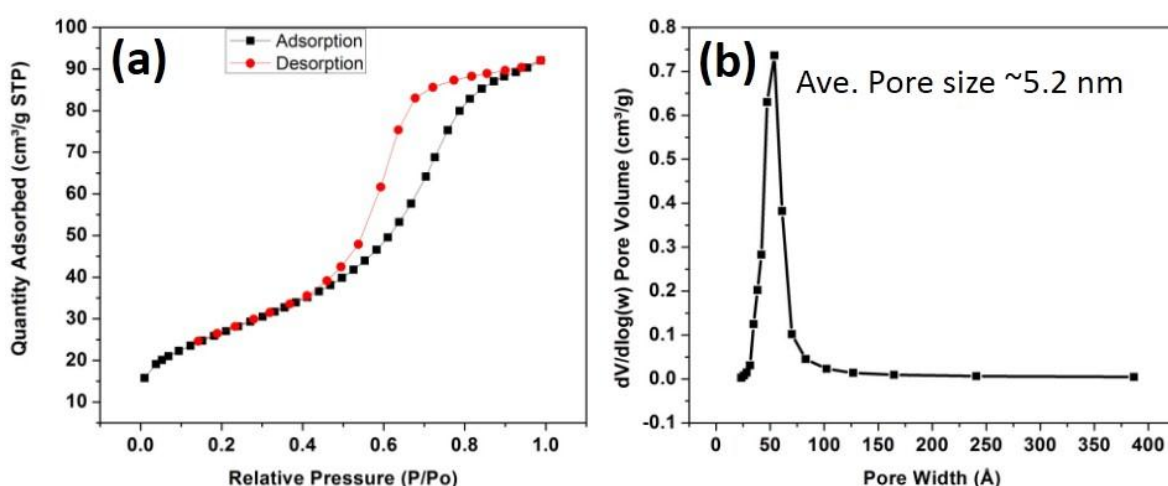 (a)
Adsorption
Desorption
Quantity Adsorbed (cm³/g STP)
100
90
80
70
60
50
40
30
20
10
0.0 0.2 0.4 0.6 0.8 1.0
Relative Pressure (P/Po)
(b)
Ave. Pore size ~5.2 nm
dV/dlog(w) Pore Volume (cm³/g)
0.8
0.7
0.6
0.5
0.4
0.3
0.2
0.1
0.0
-0.1
0 50 100 150 200 250 300 350 400
Pore Width (Å)